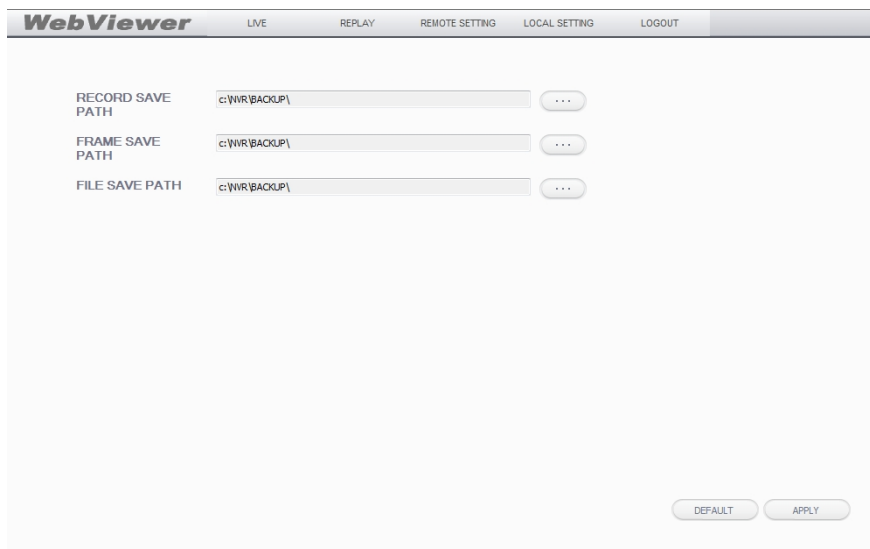 WebViewer LIVE REPLAY REMOTE SETTING LOCAL SETTING LOGOUT
RECORD SAVE
PATH
c:\NVR\BACKUP\ ...
FRAME SAVE
PATH
c:\NVR\BACKUP\ ...
FILE SAVE PATH c:\NVR\BACKUP\ ...
DEFAULT APPLY